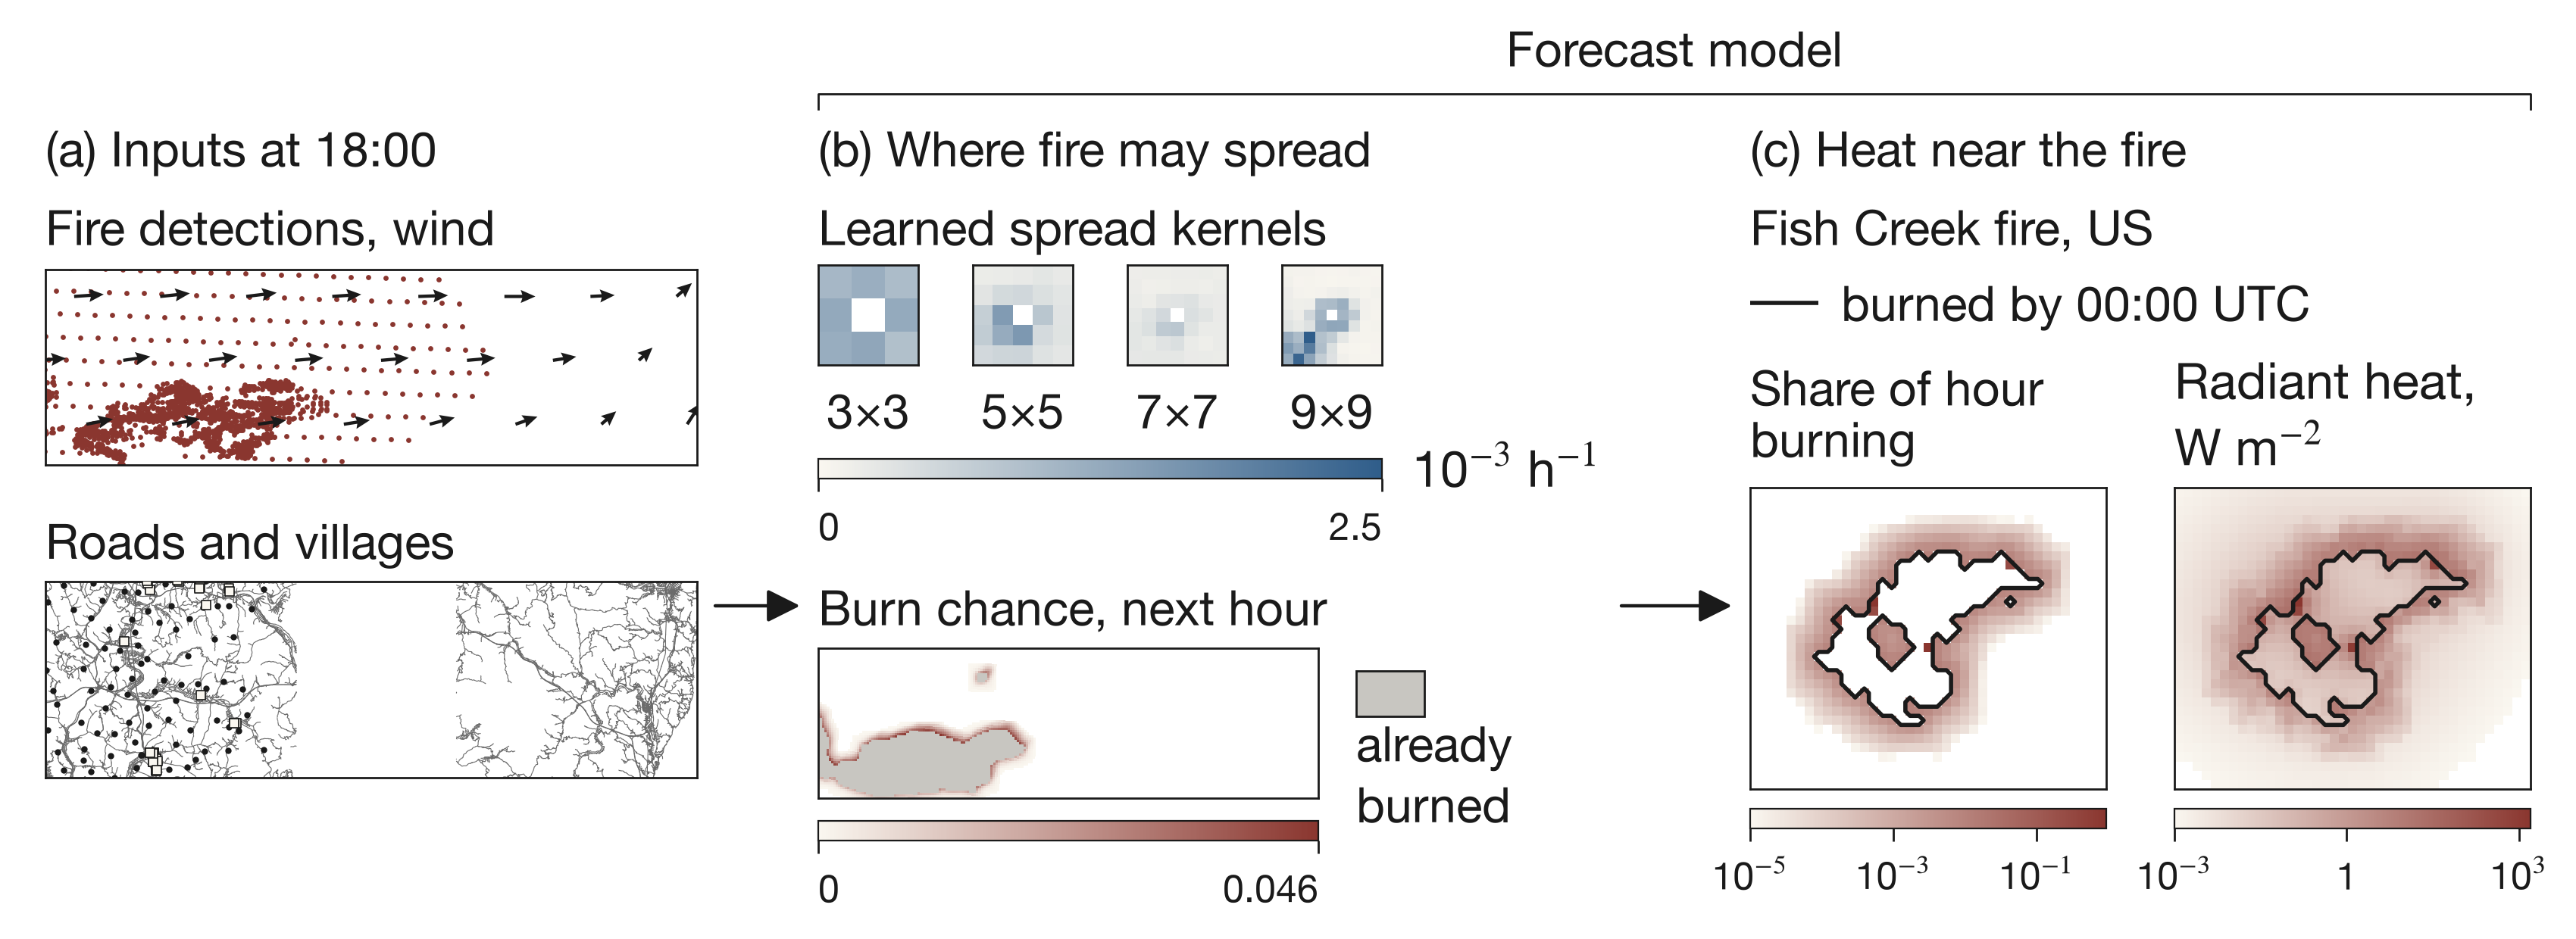 Forecast model
(a) Inputs at 18:00
Fire detections, wind
Roads and villages
(b) Where fire may spread
Learned spread kernels
3×3 5×5 7×7 9×9
10⁻³ h⁻¹
0 2.5
Burn chance, next hour
already
burned
0 0.046
(c) Heat near the fire
Fish Creek fire, US
burned by 00:00 UTC
Share of hour
burning
10⁻⁵ 10⁻³ 10⁻¹
Radiant heat,
W m⁻²
10⁻³ 1 10³